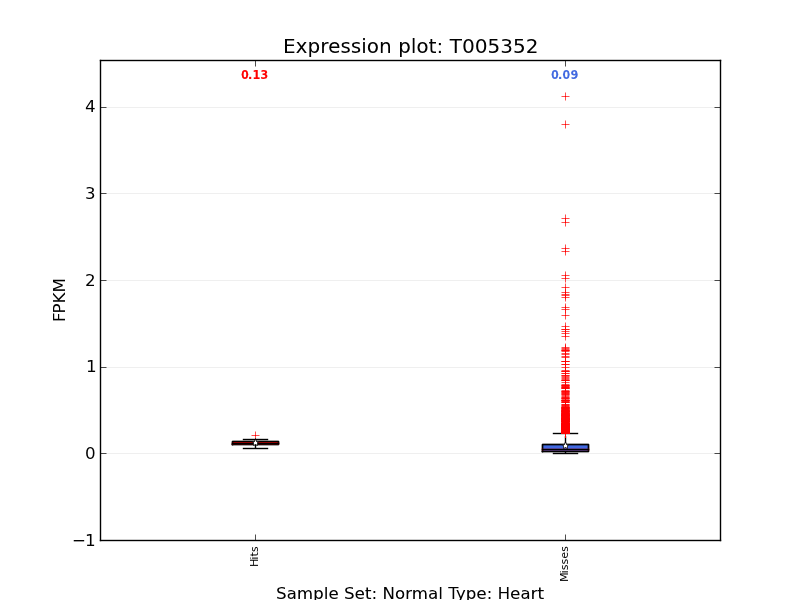 Expression plot: T005352
0.13
0.09
4
3
2
1
0
−1
FPKM
Hits
Misses
Sample Set: Normal Type: Heart